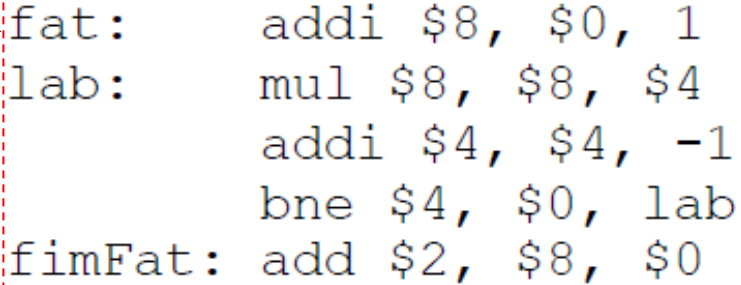 fat:    addi $8, $0, 1
lab:    mul $8, $8, $4
        addi $4, $4, -1
        bne $4, $0, lab
fimFat: add $2, $8, $0